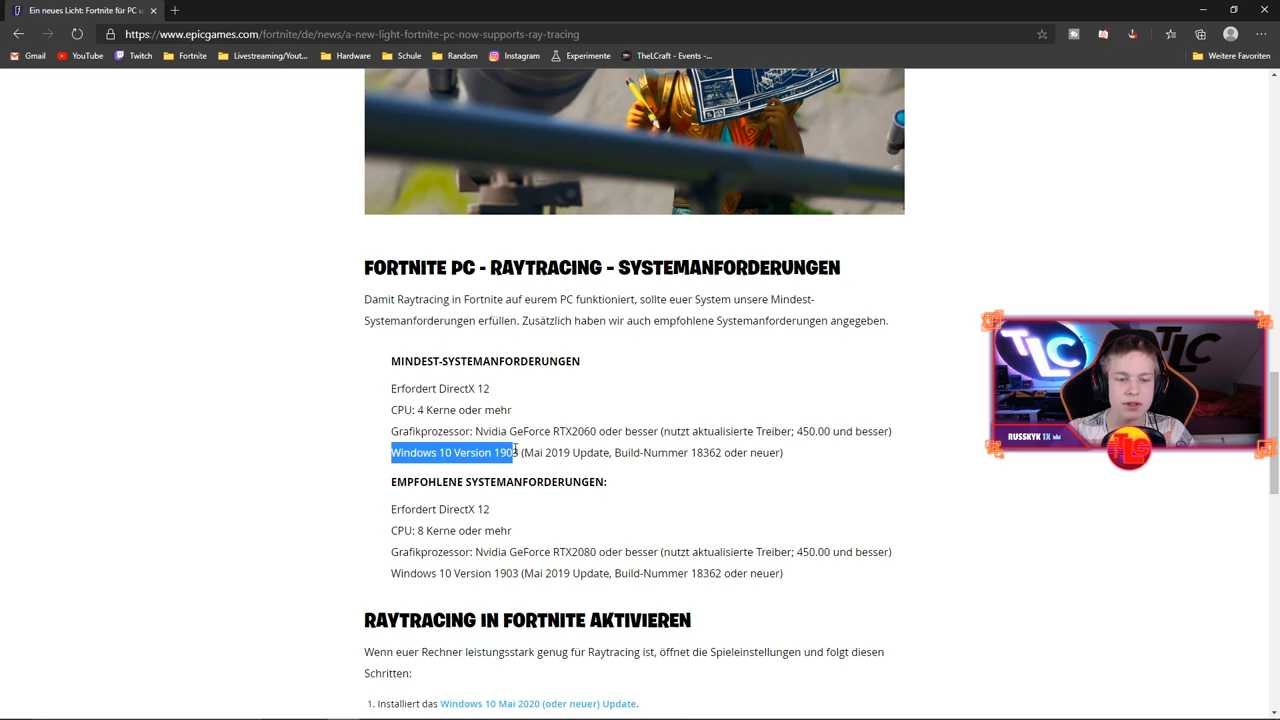 Ein neues Licht: Fortnite für PC u
https://www.epicgames.com/fortnite/de/news/a-new-light-fortnite-pc-now-supports-ray-tracing
Gmail YouTube Twitch Fortnite Livestreaming/Yout... Hardware Schule Random Instagram Experimente TheLCraft - Events -... Weitere Favoriten
FORTNITE PC - RAYTRACING - SYSTEMANFORDERUNGEN
Damit Raytracing in Fortnite auf eurem PC funktioniert, sollte euer System unsere Mindest-
Systemanforderungen erfüllen. Zusätzlich haben wir auch empfohlene Systemanforderungen angegeben.
MINDEST-SYSTEMANFORDERUNGEN
Erfordert DirectX 12
CPU: 4 Kerne oder mehr
Grafikprozessor: Nvidia GeForce RTX2060 oder besser (nutzt aktualisierte Treiber; 450.00 und besser)
Windows 10 Version 1903 (Mai 2019 Update, Build-Nummer 18362 oder neuer)
EMPFOHLENE SYSTEMANFORDERUNGEN:
Erfordert DirectX 12
CPU: 8 Kerne oder mehr
Grafikprozessor: Nvidia GeForce RTX2080 oder besser (nutzt aktualisierte Treiber; 450.00 und besser)
Windows 10 Version 1903 (Mai 2019 Update, Build-Nummer 18362 oder neuer)
RAYTRACING IN FORTNITE AKTIVIEREN
Wenn euer Rechner leistungsstark genug für Raytracing ist, öffnet die Spieleinstellungen und folgt diesen
Schritten:
1. Installiert das Windows 10 Mai 2020 (oder neuer) Update.
TLC
TLC
RUSSKYK 1X
TLC